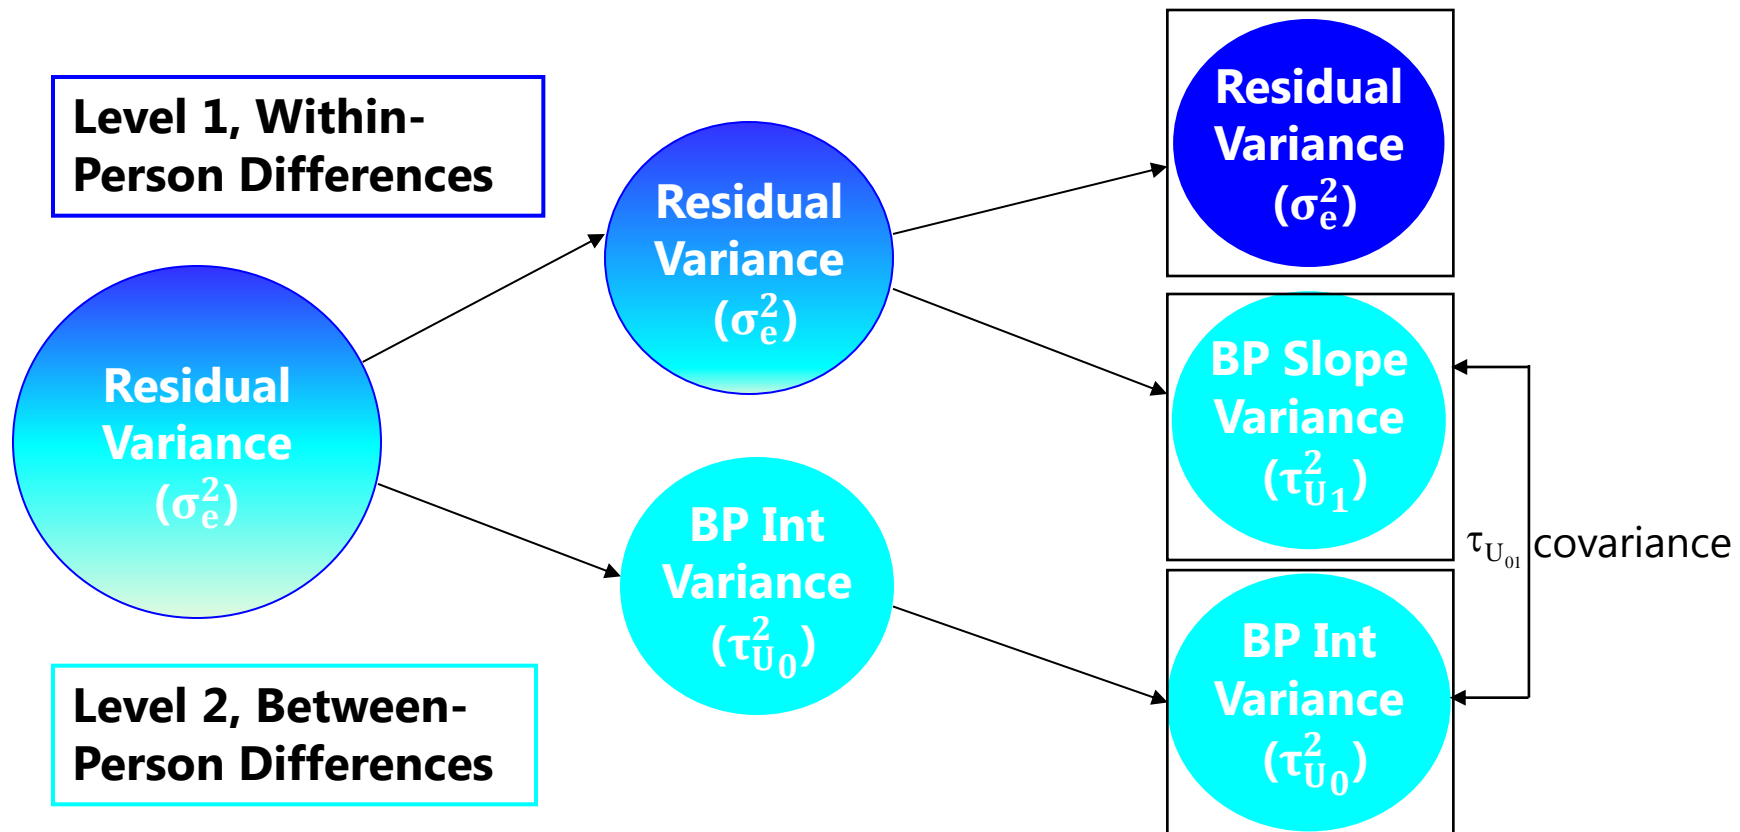 Level 1, Within-
Person Differences
Residual
Variance
(σ²ₑ)
Level 2, Between-
Person Differences
Residual
Variance
(σ²ₑ)
BP Int
Variance
(τ²U₀)
Residual
Variance
(σ²ₑ)
BP Slope
Variance
(τ²U₁)
BP Int
Variance
(τ²U₀)
τU₀₁ covariance